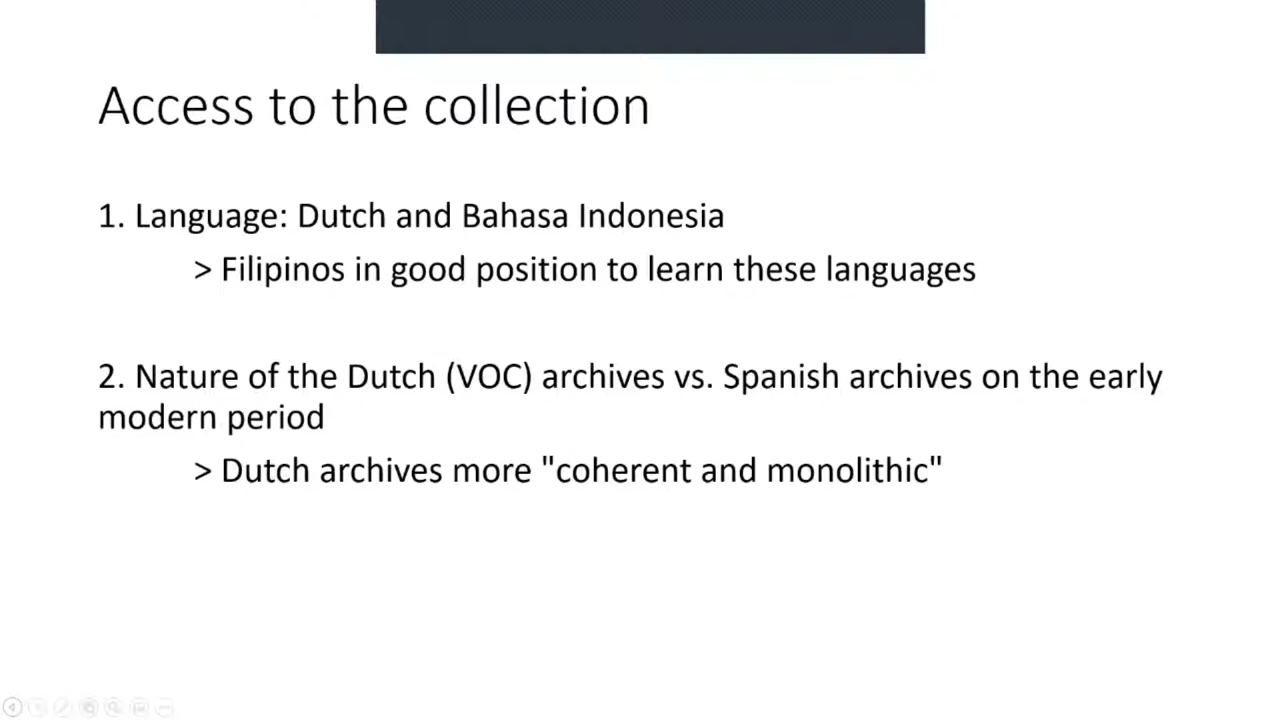 Access to the collection
1. Language: Dutch and Bahasa Indonesia
> Filipinos in good position to learn these languages
2. Nature of the Dutch (VOC) archives vs. Spanish archives on the early
modern period
> Dutch archives more "coherent and monolithic"